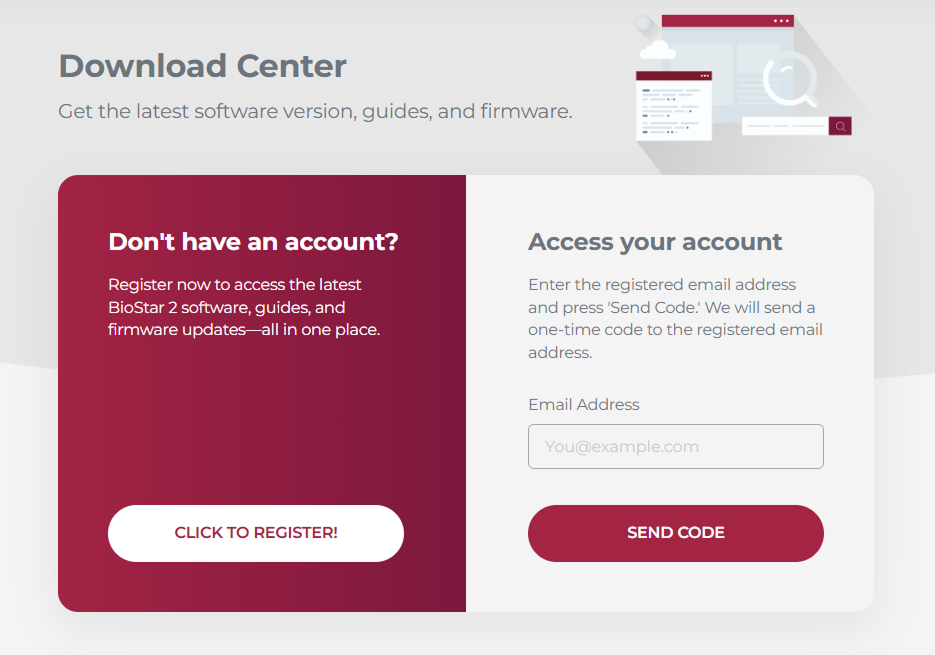 Download Center
Get the latest software version, guides, and firmware.
Don't have an account?
Register now to access the latest
BioStar 2 software, guides, and
firmware updates—all in one place.
CLICK TO REGISTER!
Access your account
Enter the registered email address
and press 'Send Code.' We will send a
one-time code to the registered email
address.
Email Address
You@example.com
SEND CODE